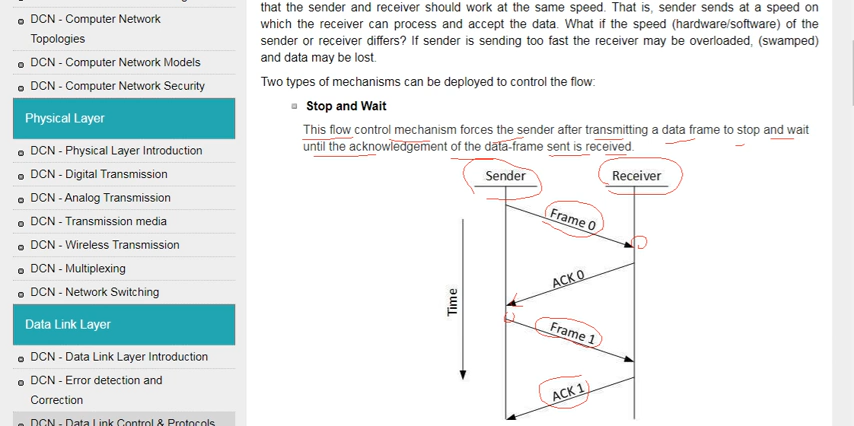 DCN - Computer Network
Topologies
DCN - Computer Network Models
DCN - Computer Network Security
Physical Layer
DCN - Physical Layer Introduction
DCN - Digital Transmission
DCN - Analog Transmission
DCN - Transmission media
DCN - Wireless Transmission
DCN - Multiplexing
DCN - Network Switching
Data Link Layer
DCN - Data Link Layer Introduction
DCN - Error detection and
Correction
DCN - Data Link Control & Protocols
that the sender and receiver should work at the same speed. That is, sender sends at a speed on
which the receiver can process and accept the data. What if the speed (hardware/software) of the
sender or receiver differs? If sender is sending too fast the receiver may be overloaded, (swamped)
and data may be lost.
Two types of mechanisms can be deployed to control the flow:
Stop and Wait
This flow control mechanism forces the sender after transmitting a data frame to stop and wait
until the acknowledgement of the data-frame sent is received.
Sender Receiver
Frame 0
ACK 0
Time
Frame 1
ACK 1